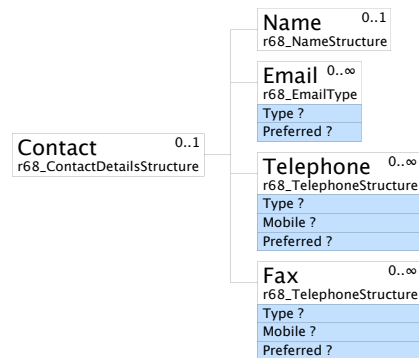 Name 0..1
r68_NameStructure
Email 0..∞
r68_EmailType
Type ?
Preferred ?
Contact 0..1
r68_ContactDetailsStructure
Telephone 0..∞
r68_TelephoneStructure
Type ?
Mobile ?
Preferred ?
Fax 0..∞
r68_TelephoneStructure
Type ?
Mobile ?
Preferred ?